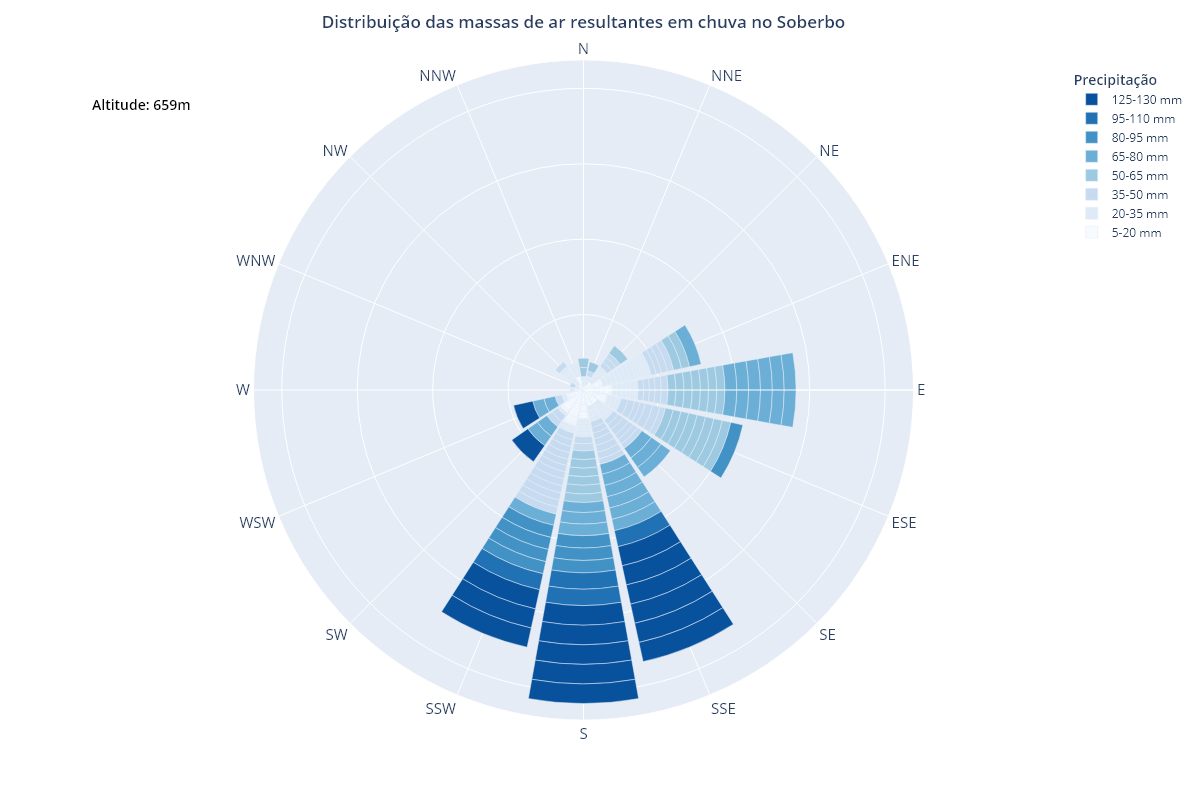 Distribuição das massas de ar resultantes em chuva no Soberbo
Altitude: 659m
N
NNE
NE
ENE
E
ESE
SE
SSE
S
SSW
SW
WSW
W
WNW
NW
NNW
Precipitação
125-130 mm
95-110 mm
80-95 mm
65-80 mm
50-65 mm
35-50 mm
20-35 mm
5-20 mm